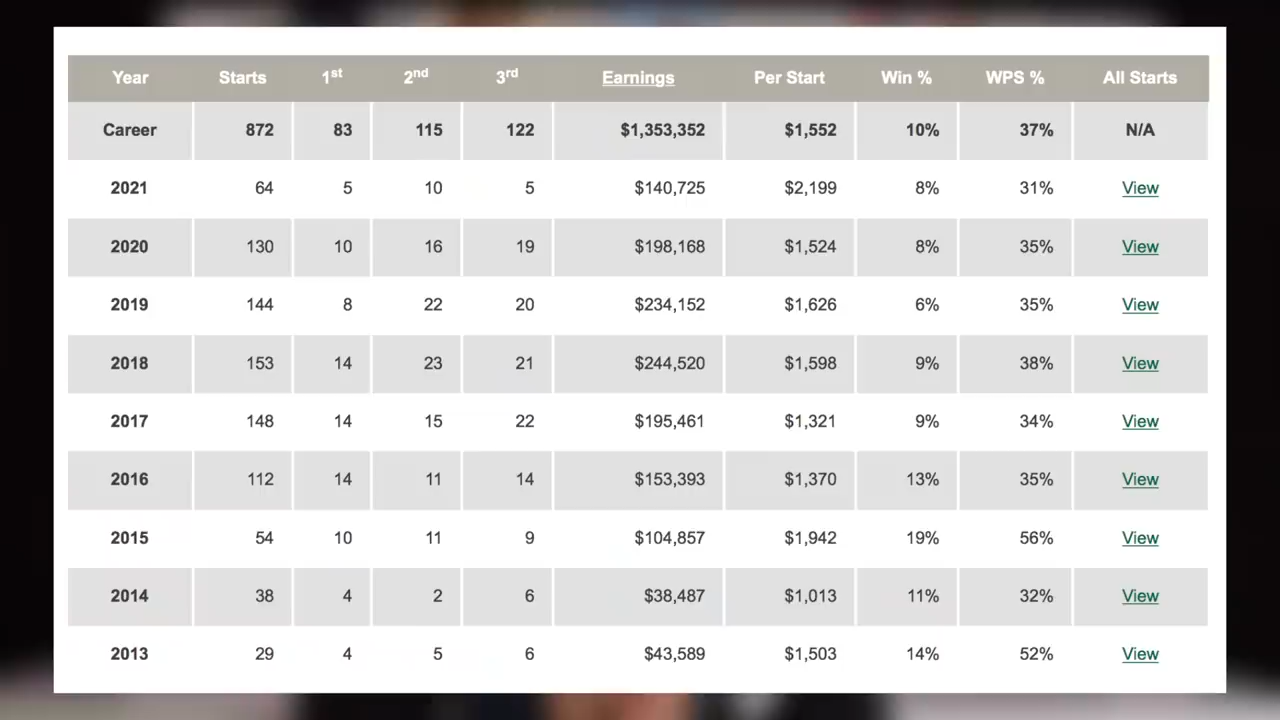 Year Starts 1st 2nd 3rd Earnings Per Start Win % WPS % All Starts
Career 872 83 115 122 $1,353,352 $1,552 10% 37% N/A
2021 64 5 10 5 $140,725 $2,199 8% 31% View
2020 130 10 16 19 $198,168 $1,524 8% 35% View
2019 144 8 22 20 $234,152 $1,626 6% 35% View
2018 153 14 23 21 $244,520 $1,598 9% 38% View
2017 148 14 15 22 $195,461 $1,321 9% 34% View
2016 112 14 11 14 $153,393 $1,370 13% 35% View
2015 54 10 11 9 $104,857 $1,942 19% 56% View
2014 38 4 2 6 $38,487 $1,013 11% 32% View
2013 29 4 5 6 $43,589 $1,503 14% 52% View